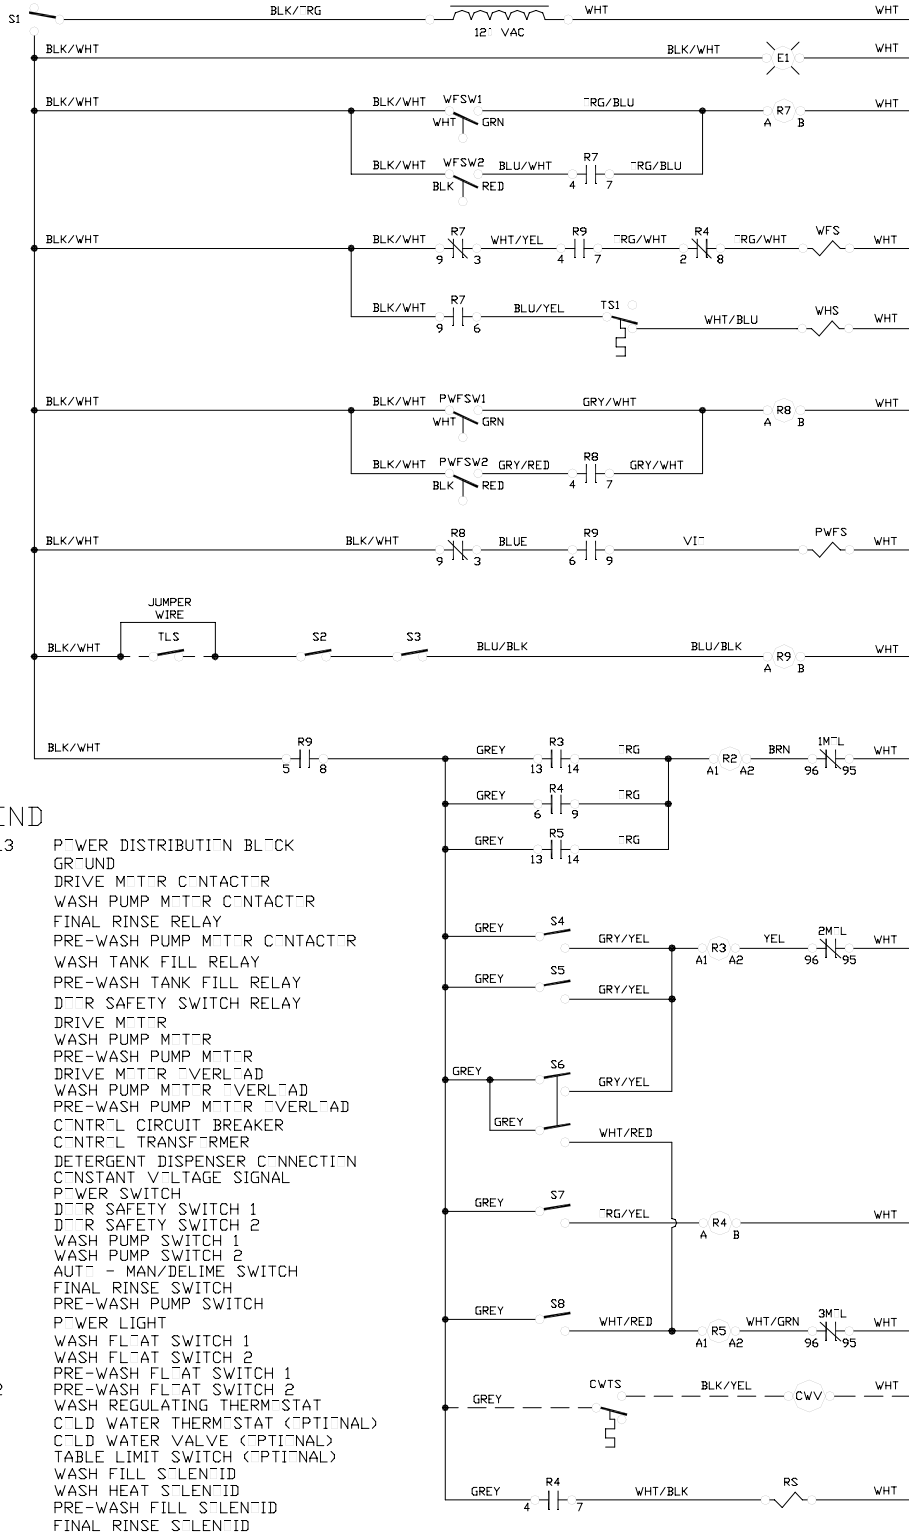 S1 BLK/ORG 120 VAC WHT WHT
BLK/WHT BLK/WHT E1 WHT
BLK/WHT BLK/WHT WFSW1 ORG/BLU R7 WHT
WHT GRN A B
BLK/WHT WFSW2 BLU/WHT R7 ORG/BLU
BLK RED 4 7
BLK/WHT BLK/WHT R7 WHT/YEL R9 ORG/WHT R4 ORG/WHT WFS WHT
9 3 4 7 2 8
BLK/WHT R7 BLU/YEL TS1 WHT/BLU WHS WHT
9 6
BLK/WHT BLK/WHT PWFSW1 GRY/WHT R8 WHT
WHT GRN A B
BLK/WHT PWFSW2 GRY/RED R8 GRY/WHT
BLK RED 4 7
BLK/WHT BLK/WHT R8 BLUE R9 VIO PWFS WHT
9 3 6 9
JUMPER
WIRE
BLK/WHT TLS S2 S3 BLU/BLK BLU/BLK R9 WHT
A B
BLK/WHT R9 GREY R3 ORG R2 BRN 1MOL WHT
5 8 13 14 A1 A2 96 95
GREY R4 ORG
6 9
GREY R5 ORG
13 14
GREY S4 GRY/YEL R3 YEL 2MOL WHT
A1 A2 96 95
GREY S5 GRY/YEL
GREY S6 GRY/YEL
GREY WHT/RED
GREY S7 ORG/YEL R4 WHT
A B
GREY S8 WHT/RED R5 WHT/GRN 3MOL WHT
A1 A2 96 95
GREY CWTS BLK/YEL CWV WHT
GREY R4 WHT/BLK RS WHT
4 7
END
13 POWER DISTRIBUTION BLOCK
GROUND
DRIVE MOTOR CONTACTOR
WASH PUMP MOTOR CONTACTOR
FINAL RINSE RELAY
PRE-WASH PUMP MOTOR CONTACTOR
WASH TANK FILL RELAY
PRE-WASH TANK FILL RELAY
DOOR SAFETY SWITCH RELAY
DRIVE MOTOR
WASH PUMP MOTOR
PRE-WASH PUMP MOTOR
DRIVE MOTOR OVERLOAD
WASH PUMP MOTOR OVERLOAD
PRE-WASH PUMP MOTOR OVERLOAD
CONTROL CIRCUIT BREAKER
CONTROL TRANSFORMER
DETERGENT DISPENSER CONNECTION
CONSTANT VOLTAGE SIGNAL
POWER SWITCH
DOOR SAFETY SWITCH 1
DOOR SAFETY SWITCH 2
WASH PUMP SWITCH 1
WASH PUMP SWITCH 2
AUTO - MAN/DELIME SWITCH
FINAL RINSE SWITCH
PRE-WASH PUMP SWITCH
POWER LIGHT
WASH FLOAT SWITCH 1
WASH FLOAT SWITCH 2
PRE-WASH FLOAT SWITCH 1
2 PRE-WASH FLOAT SWITCH 2
WASH REGULATING THERMOSTAT
COLD WATER THERMOSTAT (OPTIONAL)
COLD WATER VALVE (OPTIONAL)
TABLE LIMIT SWITCH (OPTIONAL)
WASH FILL SOLENOID
WASH HEAT SOLENOID
PRE-WASH FILL SOLENOID
FINAL RINSE SOLENOID